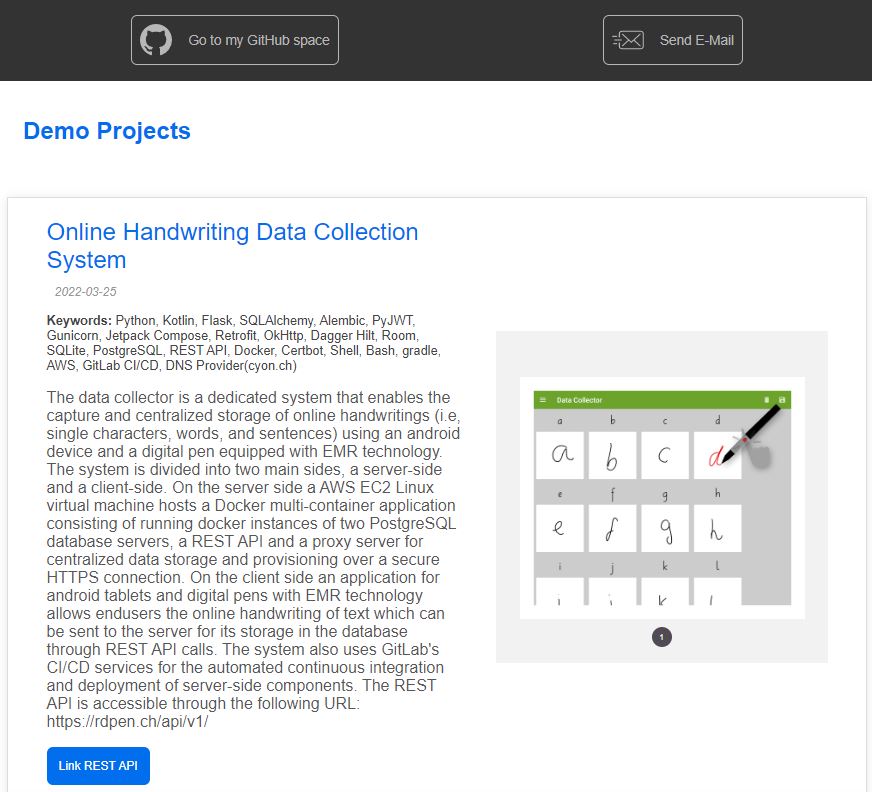 Go to my GitHub space
Send E-Mail
Demo Projects
Online Handwriting Data Collection
System
2022-03-25
Keywords: Python, Kotlin, Flask, SQLAlchemy, Alembic, PyJWT,
Gunicorn, Jetpack Compose, Retrofit, OkHttp, Dagger Hilt, Room,
SQLite, PostgreSQL, REST API, Docker, Certbot, Shell, Bash, gradle,
AWS, GitLab CI/CD, DNS Provider(cyon.ch)
The data collector is a dedicated system that enables the
capture and centralized storage of online handwritings (i.e,
single characters, words, and sentences) using an android
device and a digital pen equipped with EMR technology.
The system is divided into two main sides, a server-side
and a client-side. On the server side a AWS EC2 Linux
virtual machine hosts a Docker multi-container application
consisting of running docker instances of two PostgreSQL
database servers, a REST API and a proxy server for
centralized data storage and provisioning over a secure
HTTPS connection. On the client side an application for
android tablets and digital pens with EMR technology
allows endusers the online handwriting of text which can
be sent to the server for its storage in the database
through REST API calls. The system also uses GitLab's
CI/CD services for the automated continuous integration
and deployment of server-side components. The REST
API is accessible through the following URL:
https://rdpen.ch/api/v1/
Link REST API
Data Collector
a b c d
a b c d
e f g h
e f g h
i j k l
1